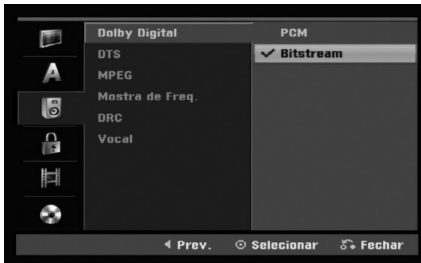 Dolby Digital
DTS
MPEG
Mostra de Freq.
DRC
Vocal
PCM
✓ Bitstream
A
◀ Prev. ⊙ Selecionar Fechar